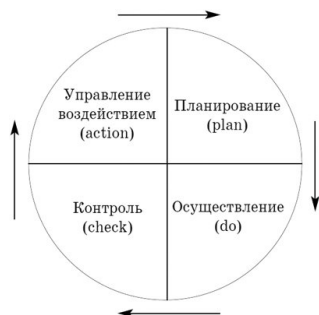 Управление
воздействием
(action)
Планирование
(plan)
Контроль
(check)
Осуществление
(do)